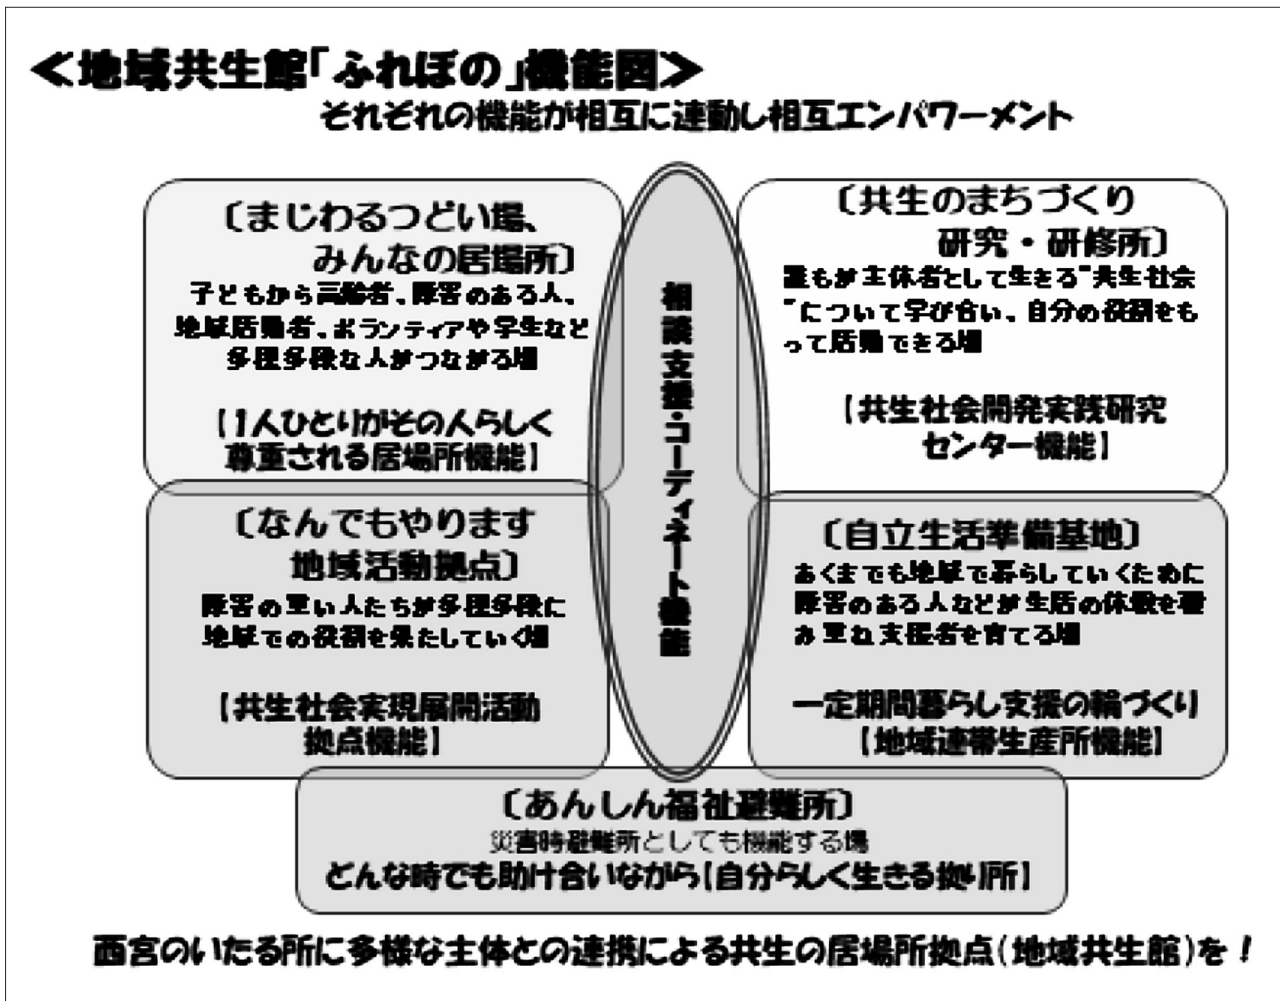 ≪地域共生館「ふれぼの」機能図≫
それぞれの機能が相互に連動し相互エンパワーメント
〔まじわるつどい場、
みんなの居場所〕
子どもから高齢者、障害のある人、
地域活動者、ボランティアや学生など
多種多様な人がつながる場
【1人ひとりがその人らしく
尊重される居場所機能】
〔共生のまちづくり
研究・研修所〕
誰もが主体者として生きる"共生社会
"について学び合い、自分の役割をも
って活動できる場
【共生社会開発実践研究
センター機能】
相談支援・コーディネート機能
〔なんでもやります
地域活動拠点〕
障害の重い人たちが多種多様に
地域での役割を果たしていく場
【共生社会実現展開活動
拠点機能】
〔自立生活準備基地〕
あくまでも地域で暮らしていくために
障害のある人などが生活の体験を積
み重ね支援者を育てる場
一定期間暮らし支援の輪づくり
【地域連帯生産所機能】
〔あんしん福祉避難所〕
災害時避難所としても機能する場
どんな時でも助け合いながら【自分らしく生きる拠り所】
西宮のいたる所に多様な主体との連携による共生の居場所拠点(地域共生館)を！